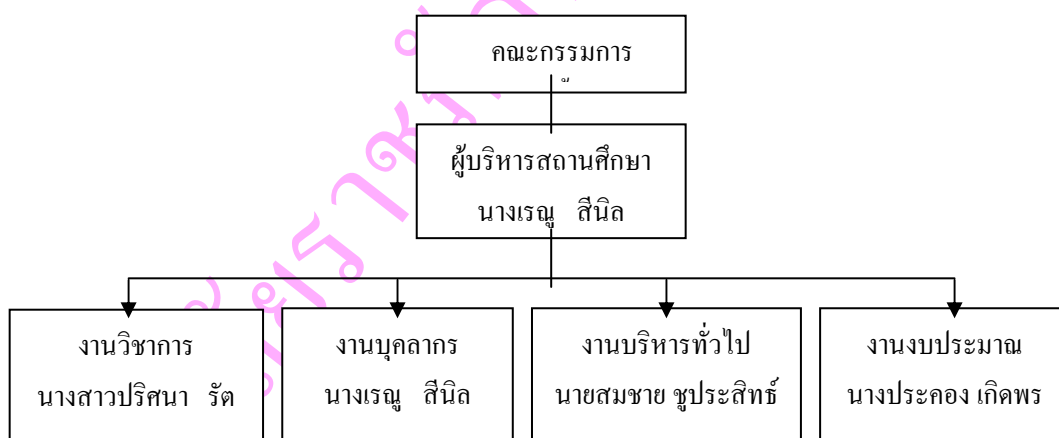 คณะกรรมการ
ผู้บริหารสถานศึกษา
นางเรณู สีนิล
งานวิชาการ
นางสาวปริศนา รัต
งานบุคลากร
นางเรณู สีนิล
งานบริหารทั่วไป
นายสมชาย ชูประสิทธ์
งานงบประมาณ
นางประคอง เกิดพร